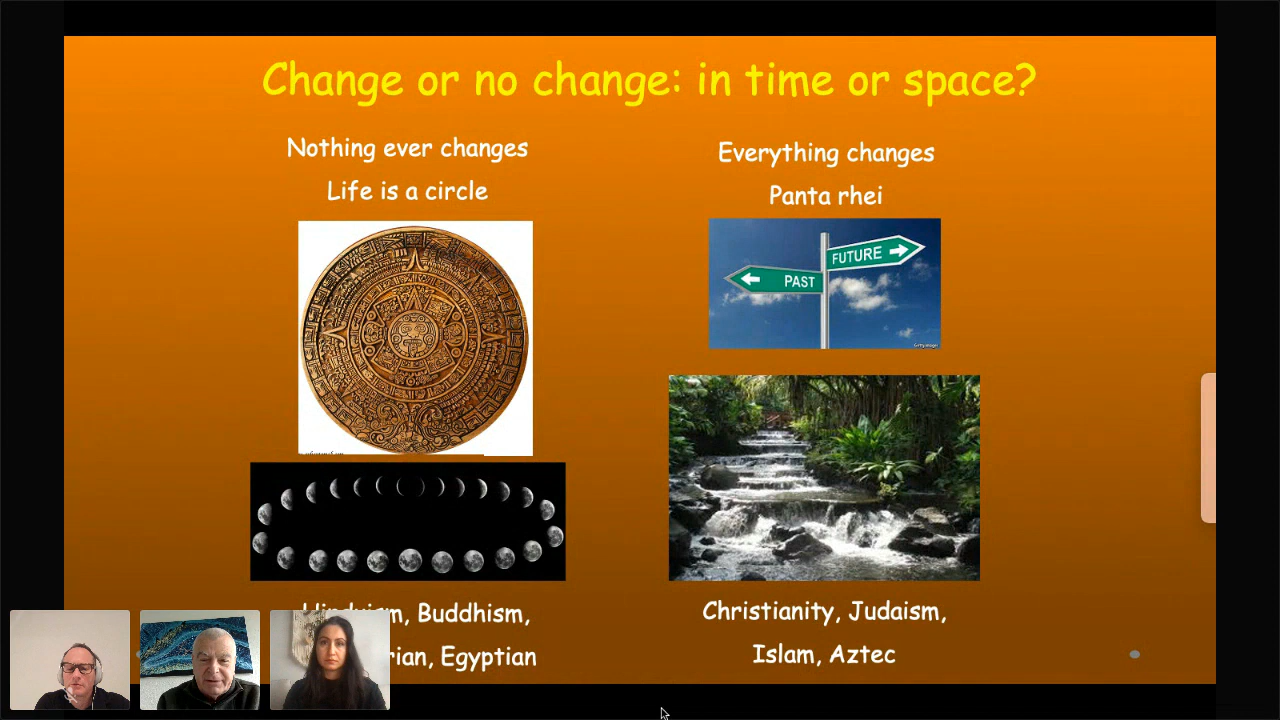 Change or no change: in time or space?
Nothing ever changes
Life is a circle
Everything changes
Panta rhei
FUTURE
PAST
Buddhism,
Egyptian
Christianity, Judaism,
Islam, Aztec